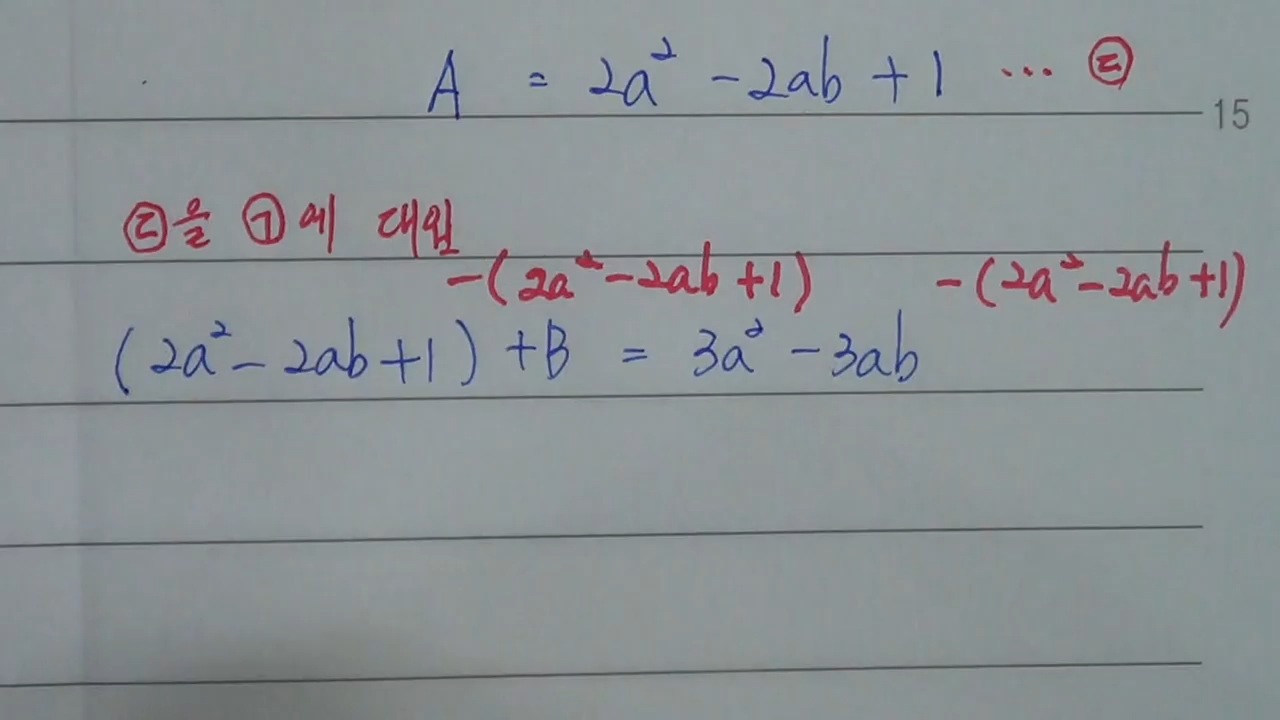 A = 2a² - 2ab + 1 ··· ㉡
15
㉡을 ㉠에 대입
-(2a² - 2ab + 1) -(2a² - 2ab + 1)
(2a² - 2ab + 1) + B = 3a² - 3ab